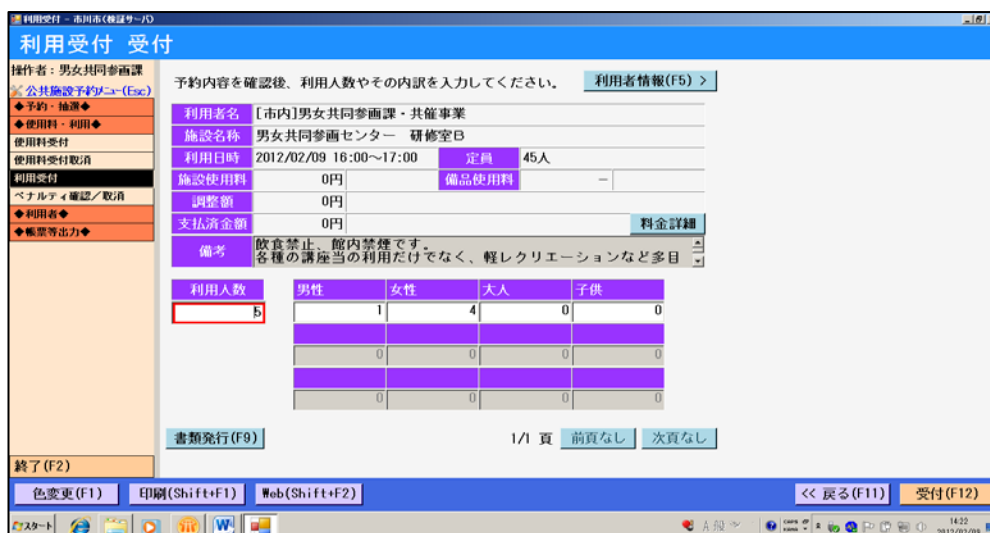 利用受付 - 市川市(検証サーバ)
利用受付 受付
操作者：男女共同参画課
公共施設予約ﾒﾆｭｰ(Esc)
◆予約・抽選◆
◆使用料・利用◆
使用料受付
使用料受付取消
利用受付
ペナルティ確認／取消
◆利用者◆
◆帳票等出力◆
終了(F2)
予約内容を確認後、利用人数やその内訳を入力してください。 利用者情報(F5) >
利用者名 [市内]男女共同参画課・共催事業
施設名称 男女共同参画センター 研修室B
利用日時 2012/02/09 16:00～17:00 定員 45人
施設使用料 0円 備品使用料 －
調整額 0円
支払済金額 0円 料金詳細
備考 飲食禁止、館内禁煙です。
各種の講座当の利用だけでなく、軽レクリエーションなど多目
利用人数 男性 女性 大人 子供
5 1 4 0 0
0 0 0 0
0 0 0 0
書類発行(F9) 1/1 頁 前頁なし 次頁なし
色変更(F1) 印刷(Shift+F1) Web(Shift+F2) << 戻る(F11) 受付(F12)
スタート A 般 CAPS KANA 14:22
2012/02/09